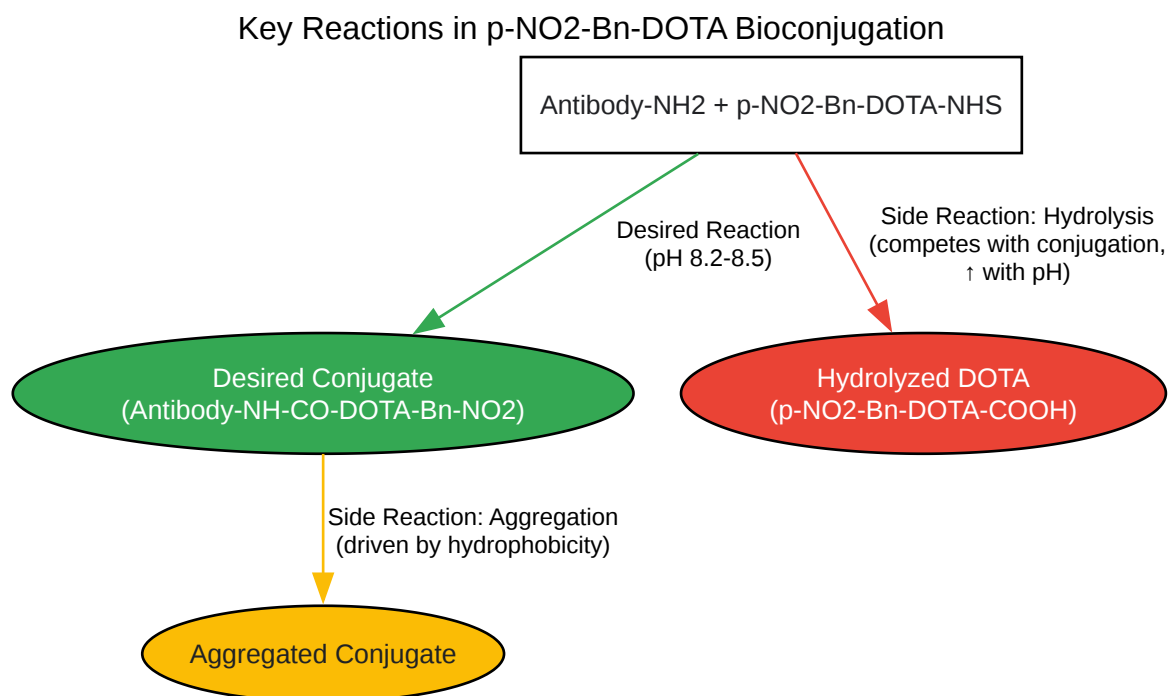 Key Reactions in p-NO2-Bn-DOTA Bioconjugation
Antibody-NH2 + p-NO2-Bn-DOTA-NHS
Desired Reaction
(pH 8.2-8.5)
Side Reaction: Hydrolysis
(competes with conjugation,
↑ with pH)
Desired Conjugate
(Antibody-NH-CO-DOTA-Bn-NO2)
Hydrolyzed DOTA
(p-NO2-Bn-DOTA-COOH)
Side Reaction: Aggregation
(driven by hydrophobicity)
Aggregated Conjugate